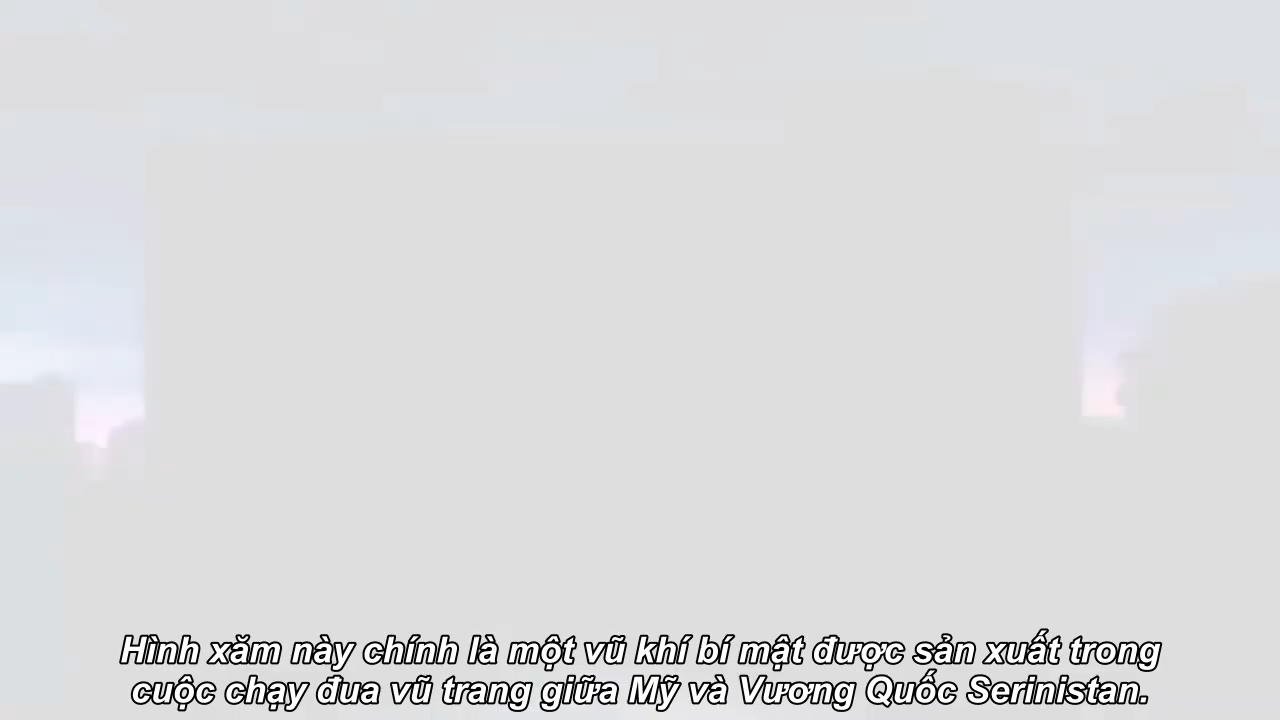 Hình xăm này chính là một vũ khí bí mật được sản xuất trong
cuộc chạy đua vũ trang giữa Mỹ và Vương Quốc Serinistan.